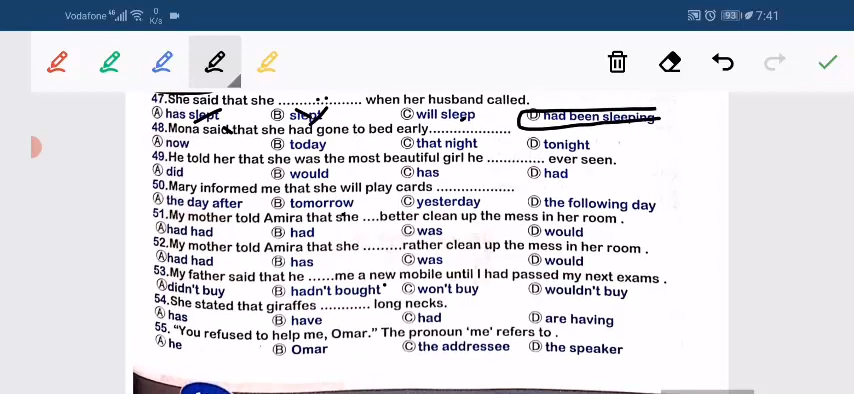 Vodafone 4G 0 K/s 93 7:41
47.She said that she ..................... when her husband called.
Ⓐ has slept Ⓑ slept Ⓒ will sleep Ⓓ had been sleeping
48.Mona said that she had gone to bed early....................
Ⓐ now Ⓑ today Ⓒ that night Ⓓ tonight
49.He told her that she was the most beautiful girl he .............. ever seen.
Ⓐ did Ⓑ would Ⓒ has Ⓓ had
50.Mary informed me that she will play cards ..................
Ⓐ the day after Ⓑ tomorrow Ⓒ yesterday Ⓓ the following day
51.My mother told Amira that she ....better clean up the mess in her room .
Ⓐ had had Ⓑ had Ⓒ was Ⓓ would
52.My mother told Amira that she .........rather clean up the mess in her room .
Ⓐ had had Ⓑ has Ⓒ was Ⓓ would
53.My father said that he ......me a new mobile until I had passed my next exams .
Ⓐ didn't buy Ⓑ hadn't bought Ⓒ won't buy Ⓓ wouldn't buy
54.She stated that giraffes ............ long necks.
Ⓐ has Ⓑ have Ⓒ had Ⓓ are having
55. “You refused to help me, Omar.” The pronoun ‘me’ refers to .
Ⓐ he Ⓑ Omar Ⓒ the addressee Ⓓ the speaker